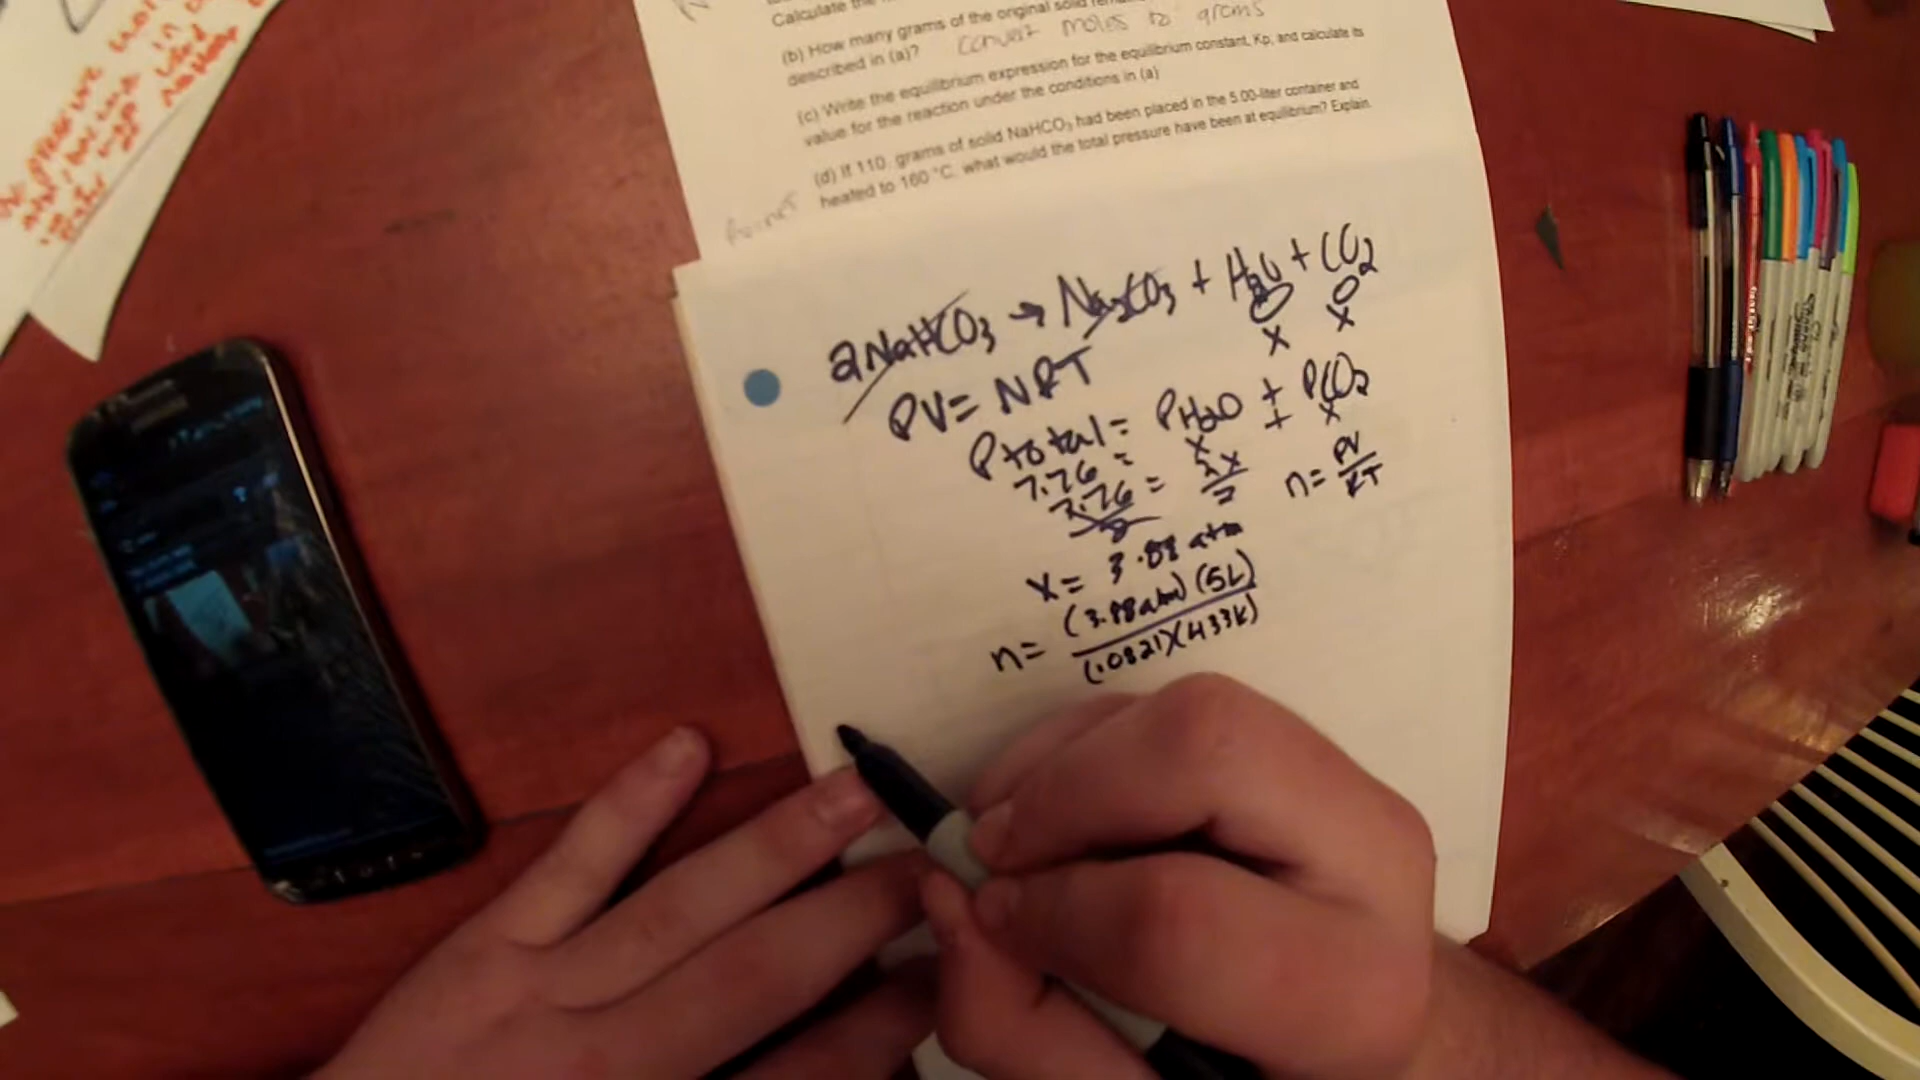 Calculate the
(b) How many grams of the original solid
described in (a)? convert moles to grams
(c) Write the equilibrium expression for the equilibrium constant, Kp, and calculate its
value for the reaction under the conditions in (a)
(d) If 110. grams of solid NaHCO₃ had been placed in the 5.00-liter container and
heated to 160 °C, what would the total pressure have been at equilibrium? Explain.
2NaHCO₃ → Na₂CO₃ + H₂O + CO₂
0 0
x x
PV = NRT
Ptotal = PH₂O + PCO₂
7.76 = x + x
7.76/2 = 2x/2
n = PV/RT
x = 3.88 atm
n = (3.88 atm) (5L)/(.0821)(433K)